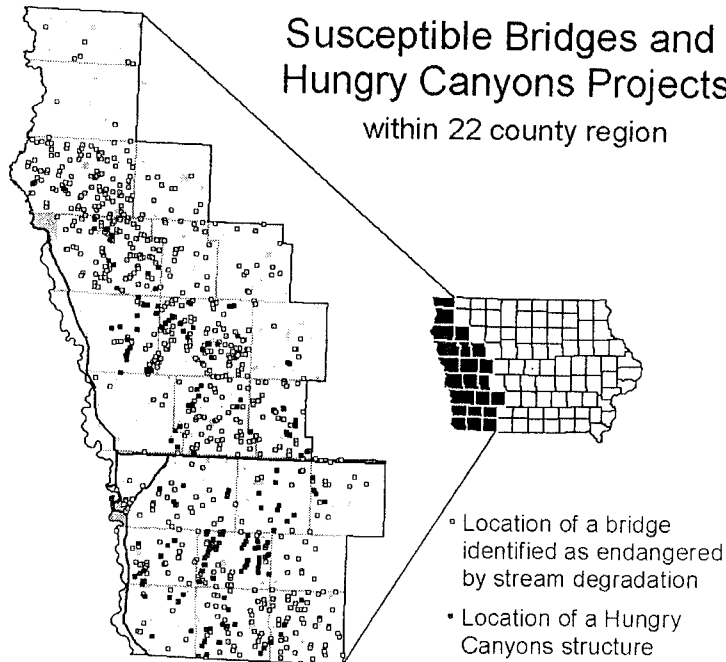 Susceptible Bridges and
Hungry Canyons Projects
within 22 county region
Location of a bridge
identified as endangered
by stream degradation
Location of a Hungry
Canyons structure